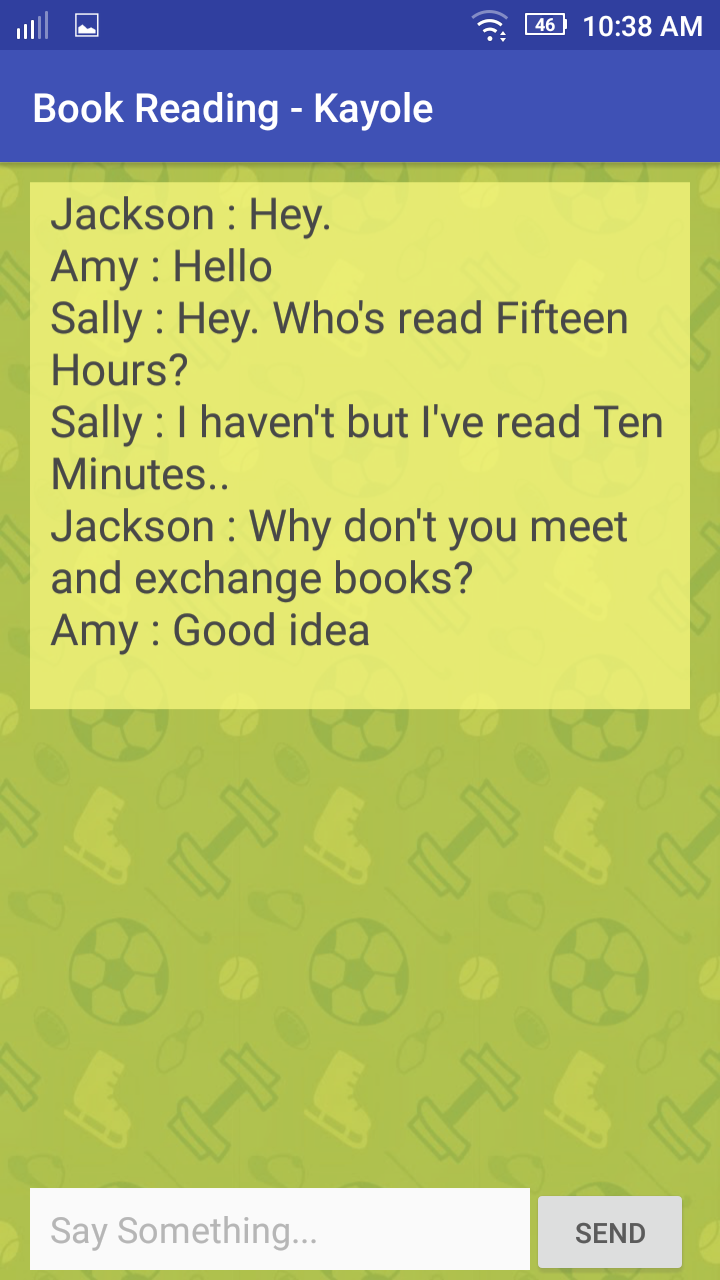 46 10:38 AM
Book Reading - Kayole
Jackson : Hey.
Amy : Hello
Sally : Hey. Who's read Fifteen
Hours?
Sally : I haven't but I've read Ten
Minutes..
Jackson : Why don't you meet
and exchange books?
Amy : Good idea
Say Something...
SEND